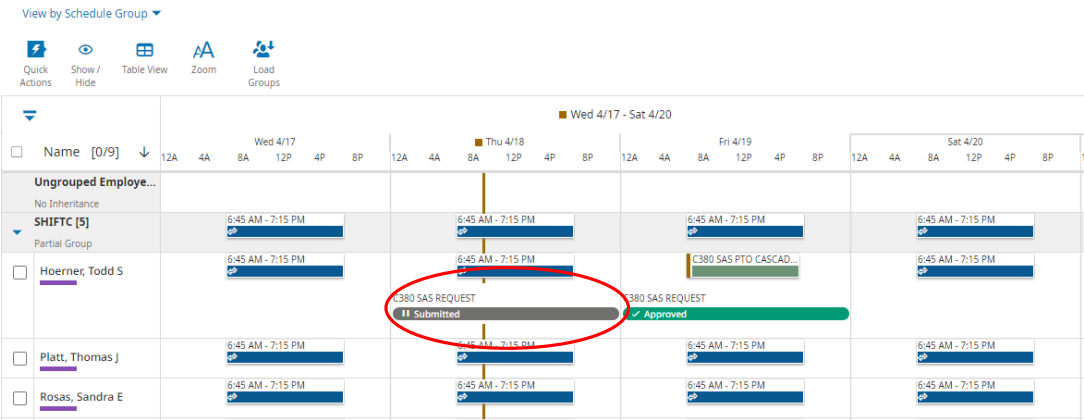 View by Schedule Group
Quick Actions
Show / Hide
Table View
Zoom
Load Groups
Wed 4/17 - Sat 4/20
Name [0/9]
Wed 4/17
Thu 4/18
Fri 4/19
Sat 4/20
12A 4A 8A 12P 4P 8P 12A 4A 8A 12P 4P 8P 12A 4A 8A 12P 4P 8P 12A 4A 8A 12P 4P 8P
Ungrouped Employe...
No Inheritance
SHIFTC [5]
Partial Group
6:45 AM - 7:15 PM 6:45 AM - 7:15 PM 6:45 AM - 7:15 PM 6:45 AM - 7:15 PM
Hoerner, Todd S
6:45 AM - 7:15 PM 6:45 AM - 7:15 PM C380 SAS PTO CASCAD... 6:45 AM - 7:15 PM
C380 SAS REQUEST C380 SAS REQUEST
Submitted Approved
Platt, Thomas J
6:45 AM - 7:15 PM 6:45 AM - 7:15 PM 6:45 AM - 7:15 PM 6:45 AM - 7:15 PM
Rosas, Sandra E
6:45 AM - 7:15 PM 6:45 AM - 7:15 PM 6:45 AM - 7:15 PM 6:45 AM - 7:15 PM